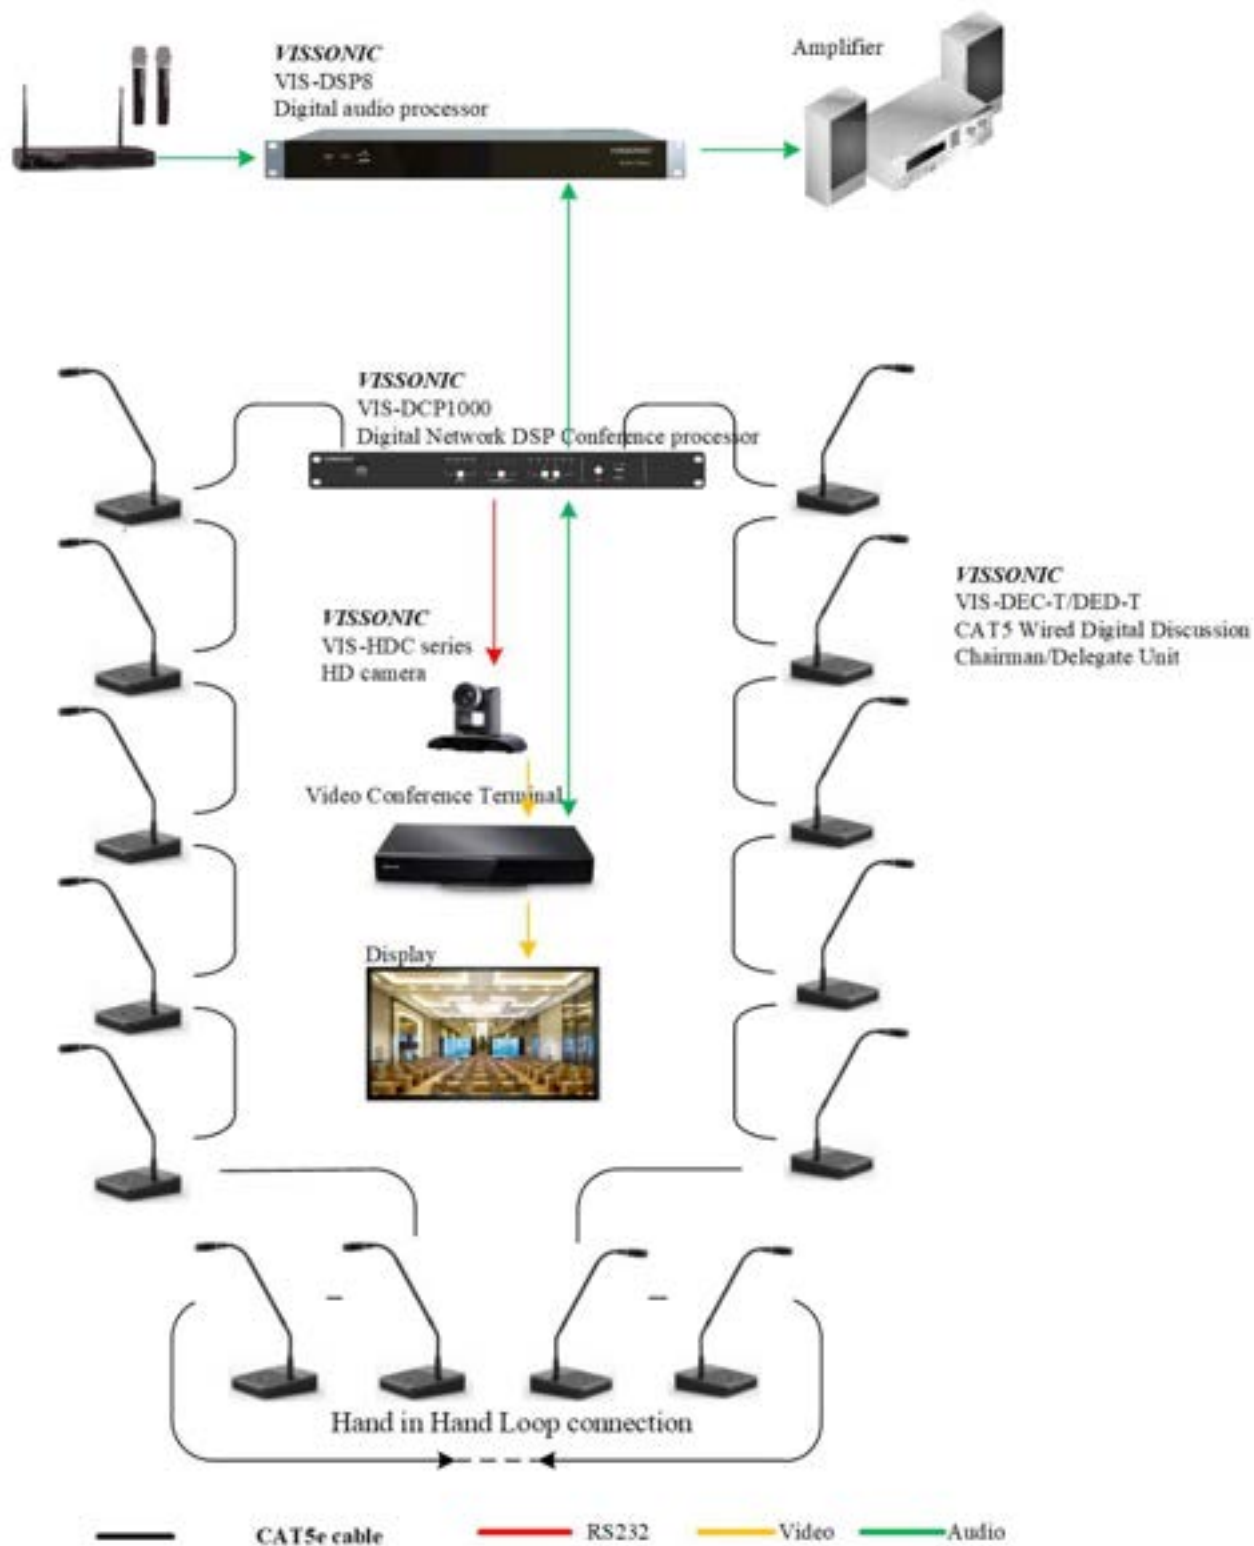 VISSONIC
VIS-DSP8
Digital audio processor
Amplifier
VISSONIC
VIS-DCP1000
Digital Network DSP Conference processor
VISSONIC
VIS-HDC series
HD camera
VISSONIC
VIS-DEC-T/DED-T
CAT5 Wired Digital Discussion
Chairman/Delegate Unit
Video Conference Terminal
Display
Hand in Hand Loop connection
CAT5e cable
RS232
Video
Audio